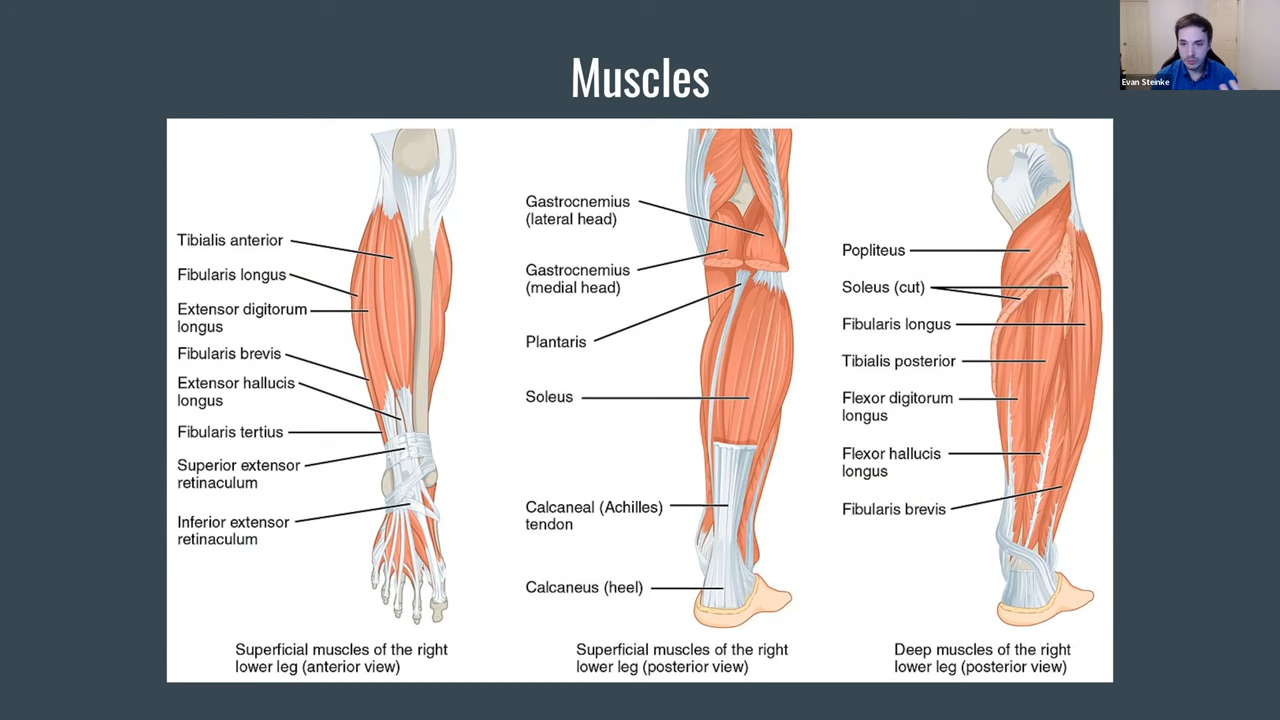 Muscles
Evan Steinke
Tibialis anterior
Fibularis longus
Extensor digitorum
longus
Fibularis brevis
Extensor hallucis
longus
Fibularis tertius
Superior extensor
retinaculum
Inferior extensor
retinaculum
Superficial muscles of the right
lower leg (anterior view)
Gastrocnemius
(lateral head)
Gastrocnemius
(medial head)
Plantaris
Soleus
Calcaneal (Achilles)
tendon
Calcaneus (heel)
Superficial muscles of the right
lower leg (posterior view)
Popliteus
Soleus (cut)
Fibularis longus
Tibialis posterior
Flexor digitorum
longus
Flexor hallucis
longus
Fibularis brevis
Deep muscles of the right
lower leg (posterior view)